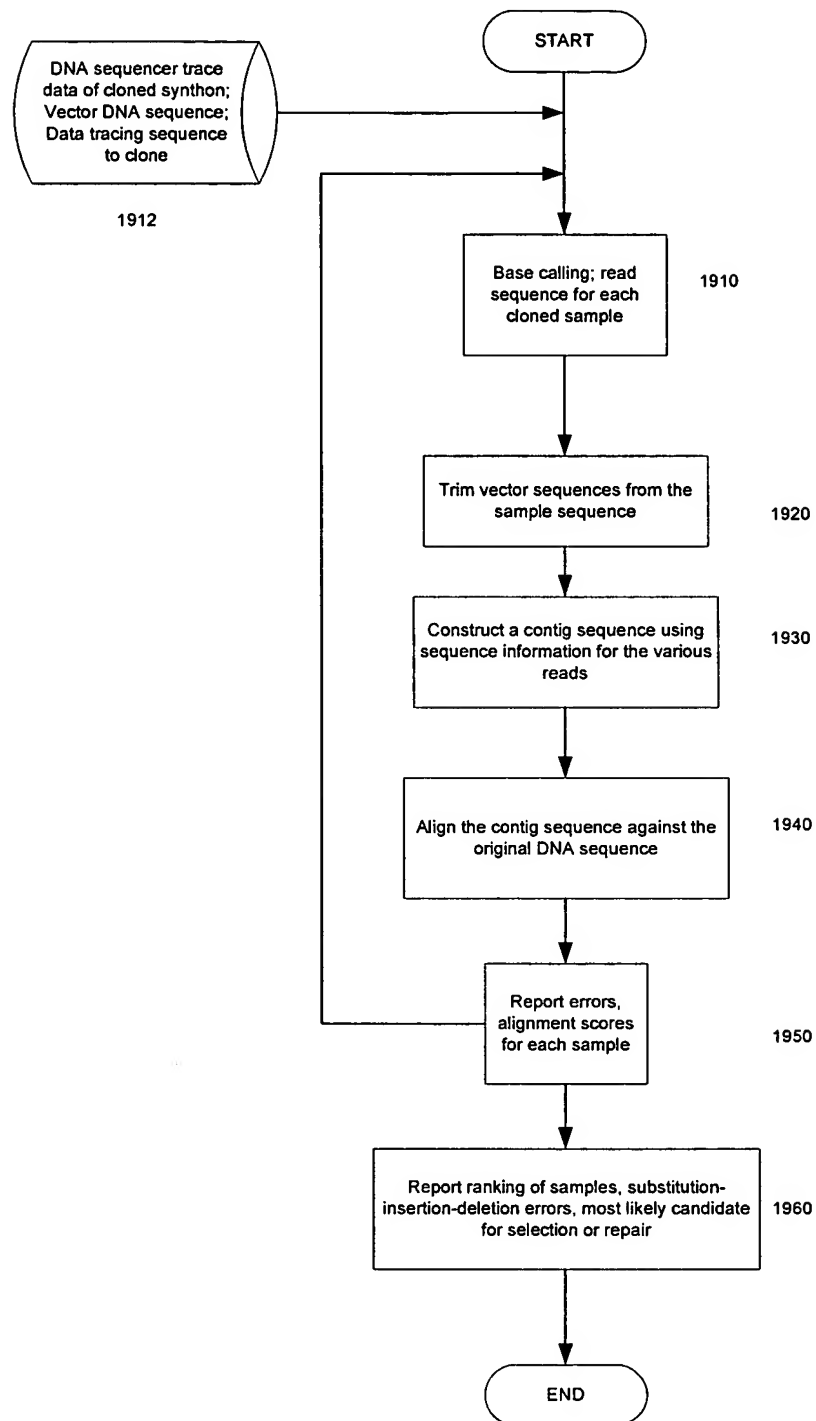 START
DNA sequencer trace
data of cloned synthon;
Vector DNA sequence;
Data tracing sequence
to clone
1912
Base calling; read
sequence for each
cloned sample
1910
Trim vector sequences from the
sample sequence
1920
Construct a contig sequence using
sequence information for the various
reads
1930
Align the contig sequence against the
original DNA sequence
1940
Report errors,
alignment scores
for each sample
1950
Report ranking of samples, substitution-
insertion-deletion errors, most likely candidate
for selection or repair
1960
END